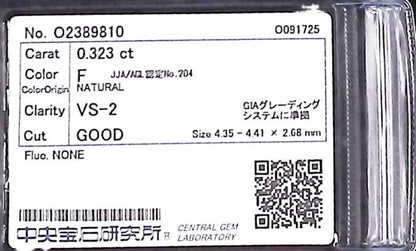 No. O2389810 O091725
Carat 0.323 ct
Color F JJA/AGL認定No.204
ColorOrigin NATURAL
Clarity VS-2 GIAグレーディング
システムに準拠
Cut GOOD Size 4.35 - 4.41 × 2.68 mm
Fluo. NONE
中央宝石研究所® CENTRAL GEM
LABORATORY